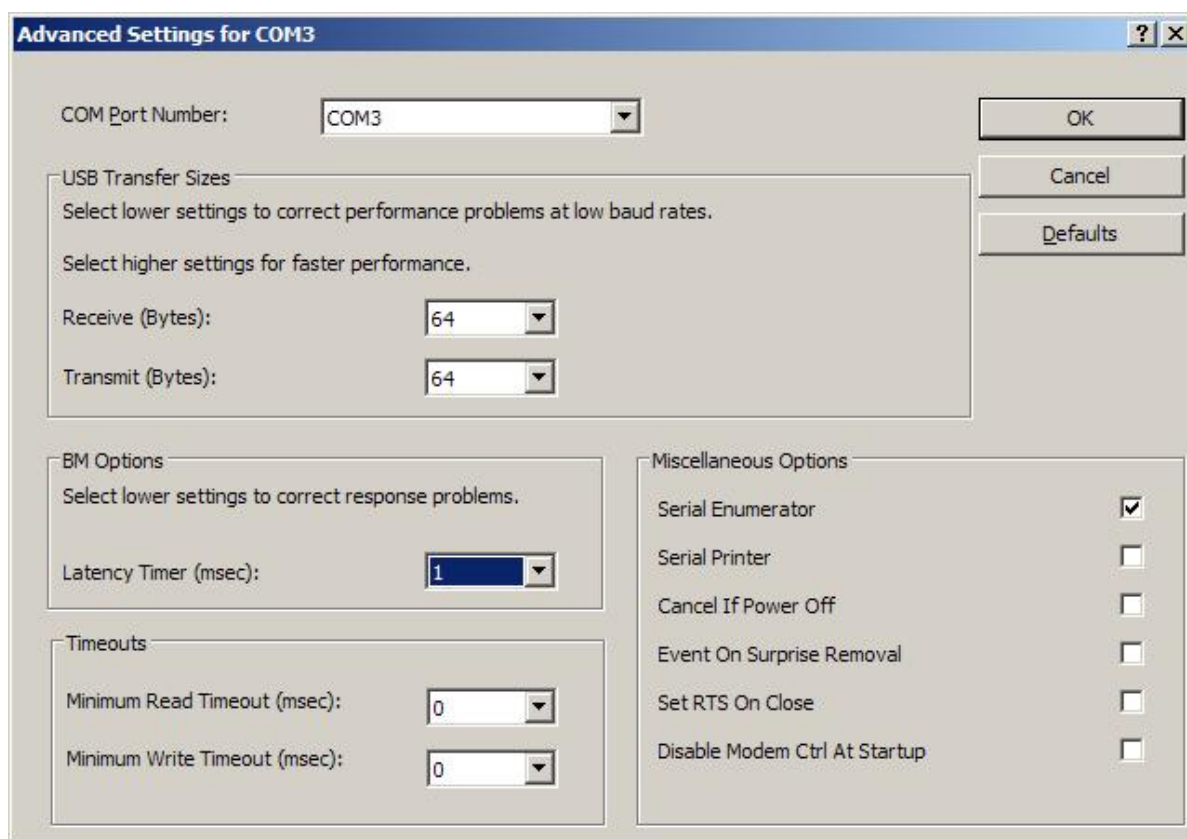 Advanced Settings for COM3
COM Port Number:
COM3
OK
Cancel
Defaults
USB Transfer Sizes
Select lower settings to correct performance problems at low baud rates.
Select higher settings for faster performance.
Receive (Bytes):
64
Transmit (Bytes):
64
BM Options
Select lower settings to correct response problems.
Latency Timer (msec):
1
Timeouts
Minimum Read Timeout (msec):
0
Minimum Write Timeout (msec):
0
Miscellaneous Options
Serial Enumerator
Serial Printer
Cancel If Power Off
Event On Surprise Removal
Set RTS On Close
Disable Modem Ctrl At Startup